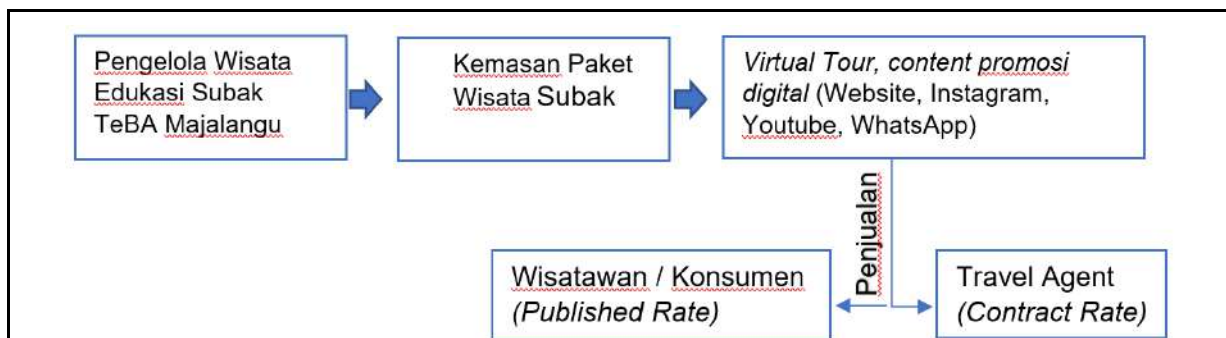 Pengelola Wisata
Edukasi Subak
TeBA Majalangu
Kemasan Paket
Wisata Subak
Virtual Tour, content promosi
digital (Website, Instagram,
Youtube, WhatsApp)
Penjualan
Wisatawan / Konsumen
(Published Rate)
Travel Agent
(Contract Rate)